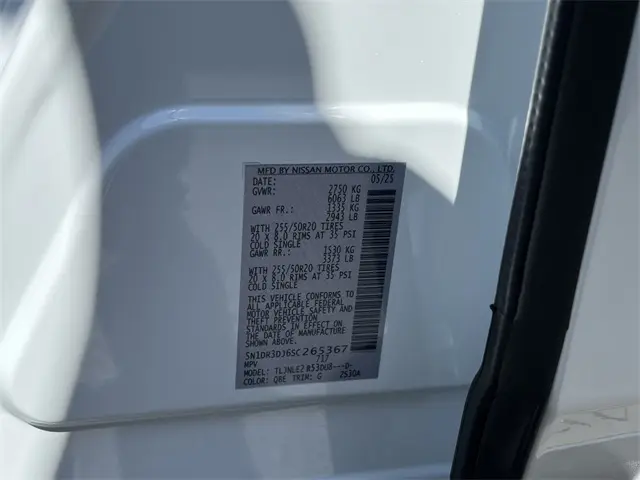 MFD BY NISSAN MOTOR CO., LTD.
DATE: 05/25
GVWR: 2750 KG
6063 LB
GAWR FR.: 1335 KG
2943 LB
WITH 255/50R20 TIRES
20 X 8.0 RIMS AT 35 PSI
COLD SINGLE
GAWR RR.: 1530 KG
3373 LB
WITH 255/50R20 TIRES
20 X 8.0 RIMS AT 35 PSI
COLD SINGLE
THIS VEHICLE CONFORMS TO
ALL APPLICABLE FEDERAL
MOTOR VEHICLE SAFETY AND
THEFT PREVENTION
STANDARDS IN EFFECT ON
THE DATE OF MANUFACTURE
SHOWN ABOVE.
5N1DR3DJ6SC265367
MPV 717
MODEL: TL3NLE2
COLOR: QBE TRIM: G 2530A